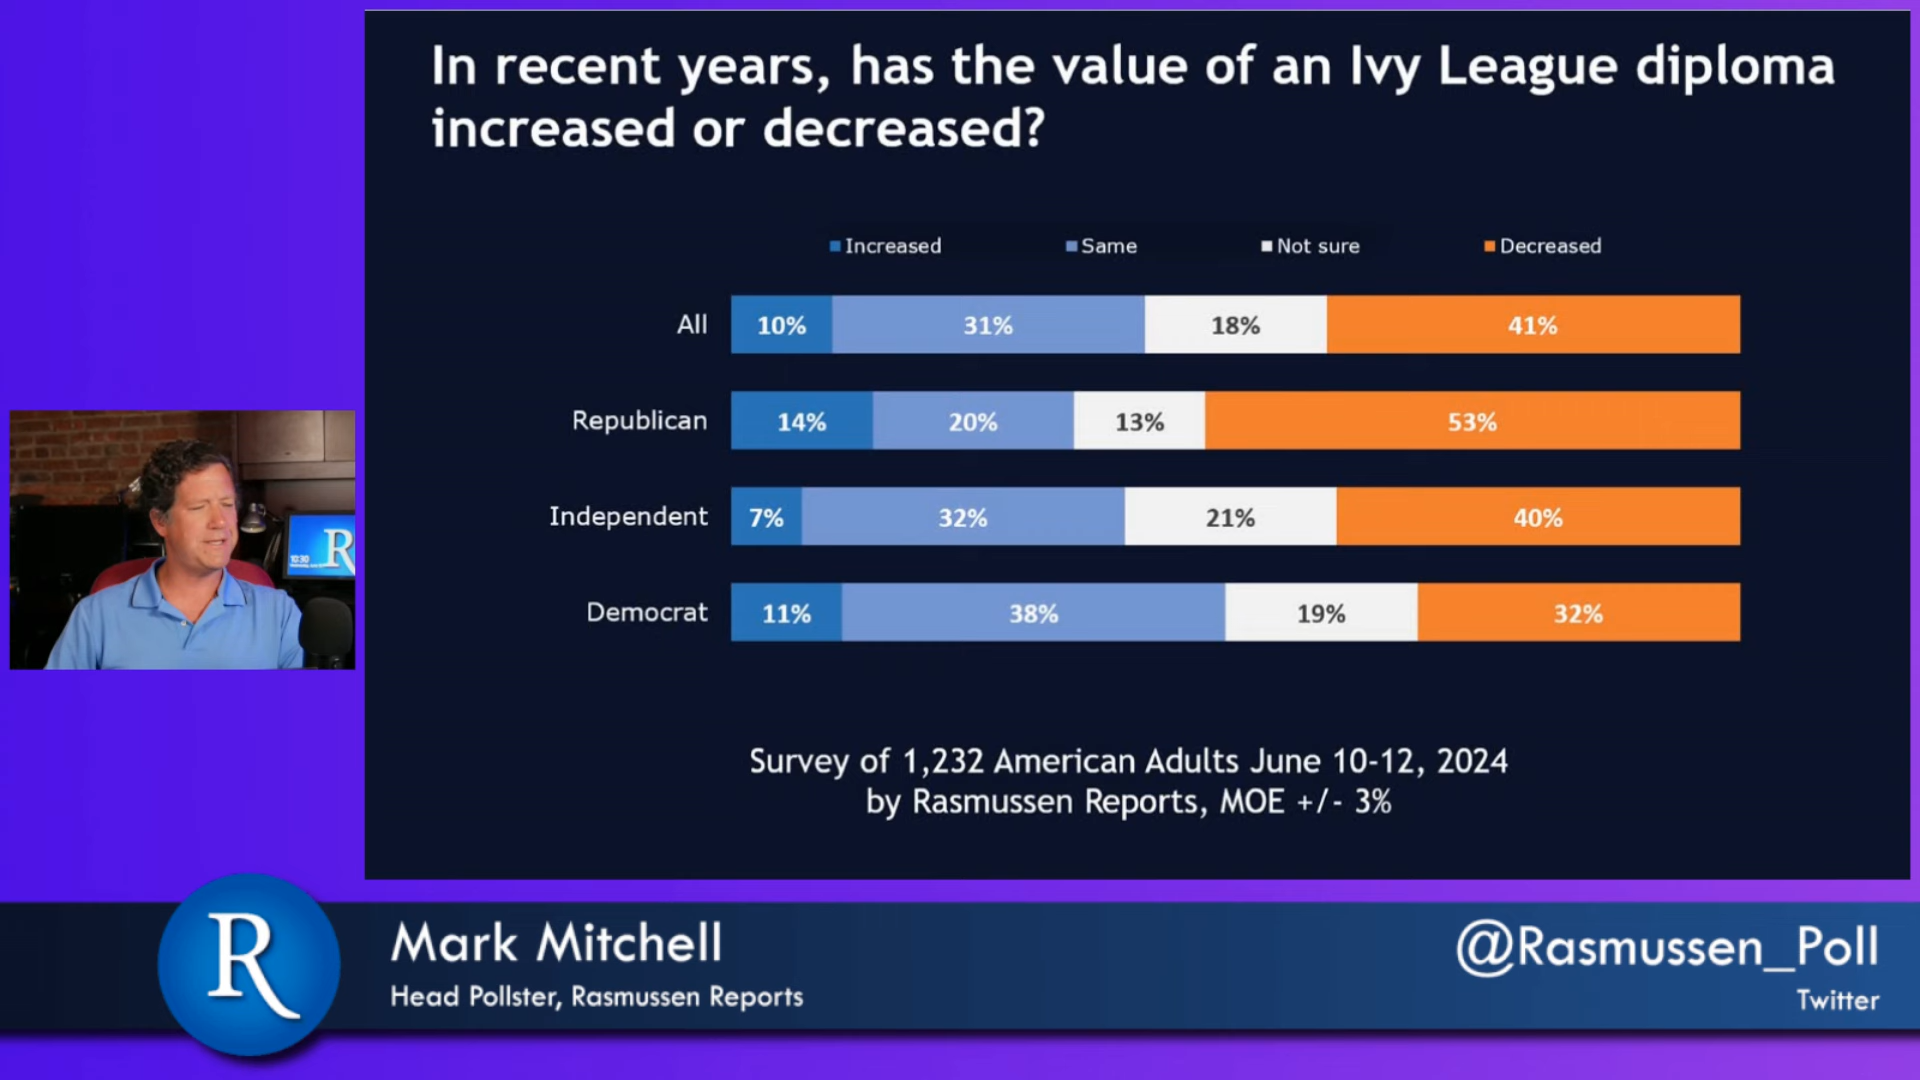 In recent years, has the value of an Ivy League diploma
increased or decreased?
Increased Same Not sure Decreased
All 10% 31% 18% 41%
Republican 14% 20% 13% 53%
Independent 7% 32% 21% 40%
Democrat 11% 38% 19% 32%
Survey of 1,232 American Adults June 10-12, 2024
by Rasmussen Reports, MOE +/- 3%
10:30
R
R
Mark Mitchell
Head Pollster, Rasmussen Reports
@Rasmussen_Poll
Twitter